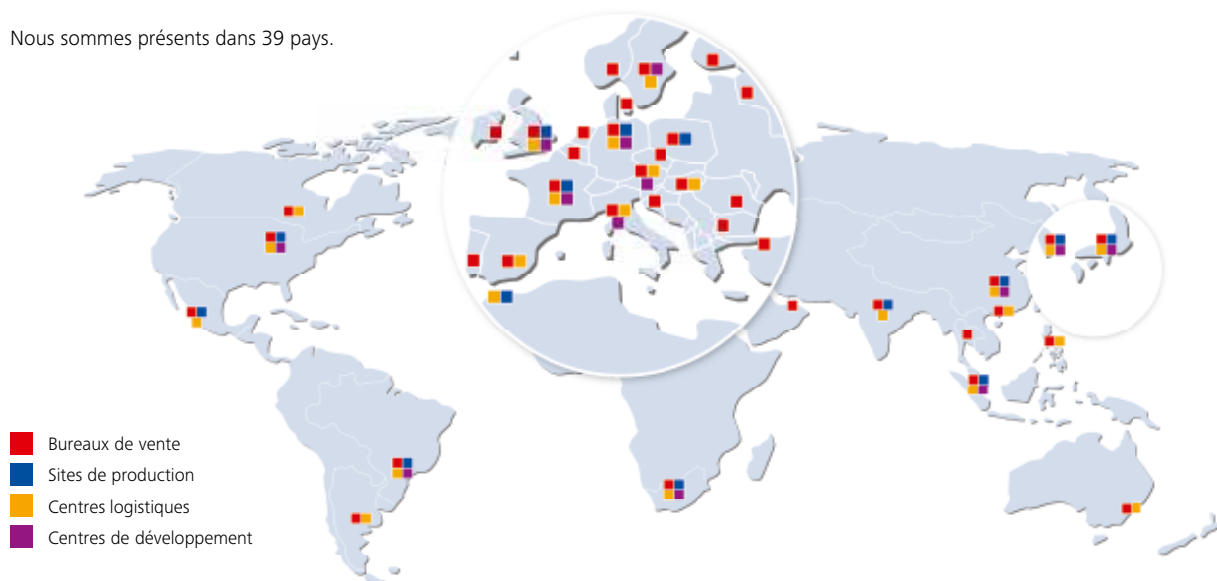 Nous sommes présents dans 39 pays.
Bureaux de vente
Sites de production
Centres logistiques
Centres de développement